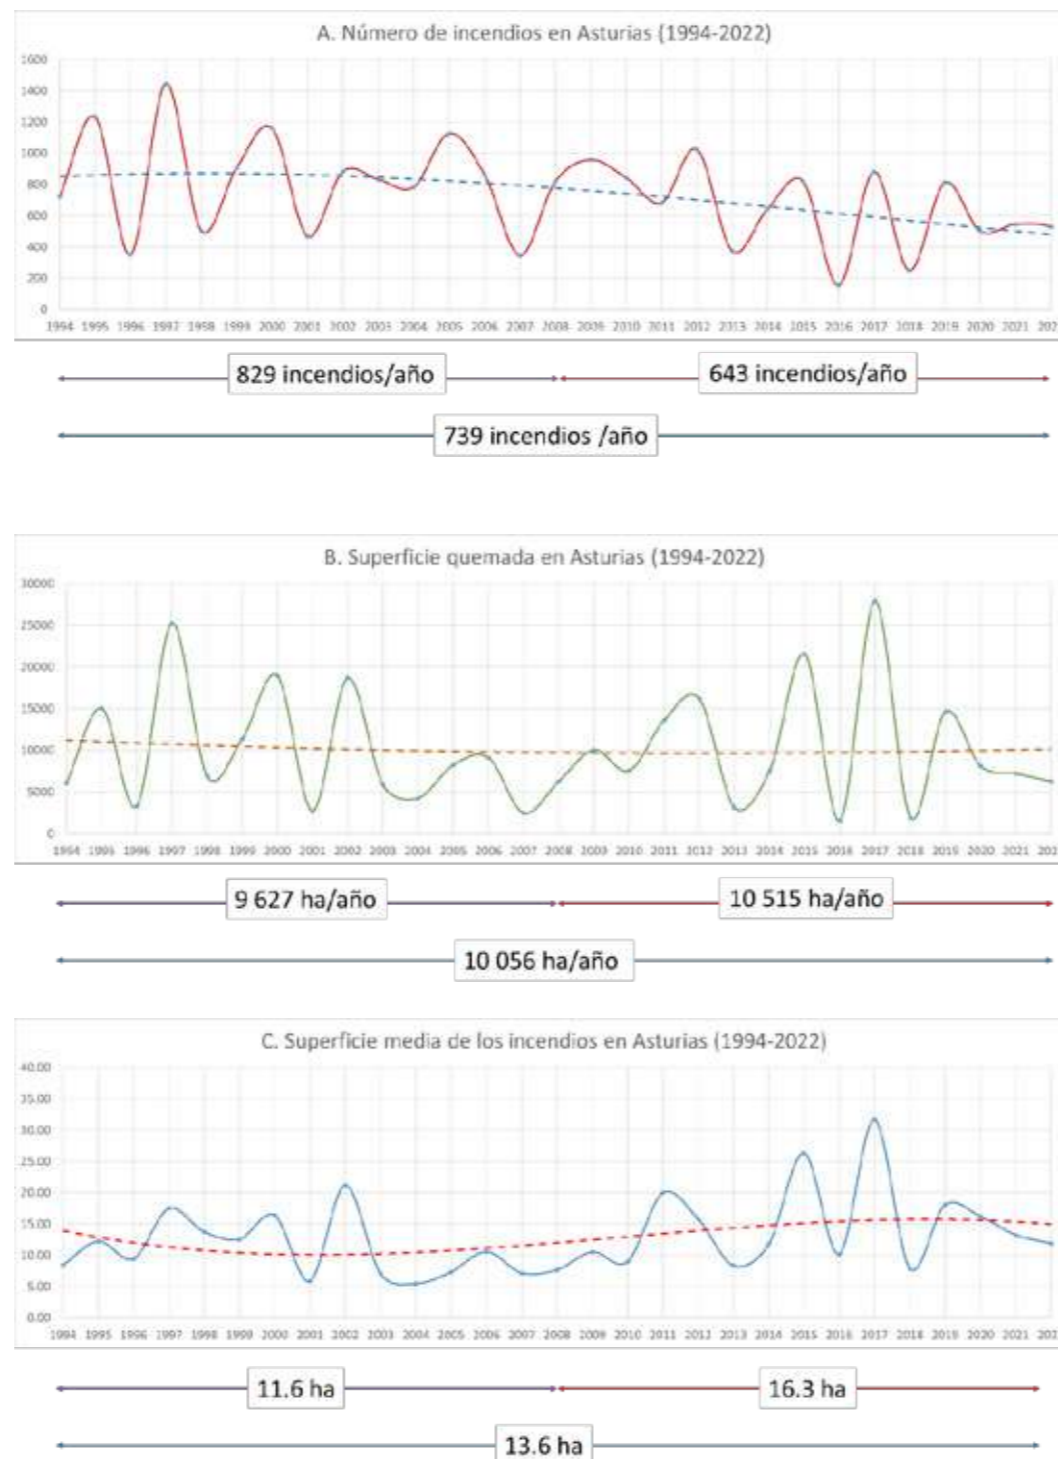 A. Número de incendios en Asturias (1994-2022)
1600
1400
1200
1000
800
600
400
200
0
1994 1995 1996 1997 1998 1999 2000 2001 2002 2003 2004 2005 2006 2007 2008 2009 2010 2011 2012 2013 2014 2015 2016 2017 2018 2019 2020 2021 202
829 incendios/año 643 incendios/año
739 incendios /año
B. Superficie quemada en Asturias (1994-2022)
30000
25000
20000
15000
10000
5000
0
1994 1995 1996 1997 1998 1999 2000 2001 2002 2003 2004 2005 2006 2007 2008 2009 2010 2011 2012 2013 2014 2015 2016 2017 2018 2019 2020 2021 202
9 627 ha/año 10 515 ha/año
10 056 ha/año
C. Superficie media de los incendios en Asturias (1994-2022)
40.00
35.00
30.00
25.00
20.00
15.00
10.00
5.00
0.00
1994 1995 1996 1997 1998 1999 2000 2001 2002 2003 2004 2005 2006 2007 2008 2009 2010 2011 2012 2013 2014 2015 2016 2017 2018 2019 2020 2021 202
11.6 ha 16.3 ha
13.6 ha